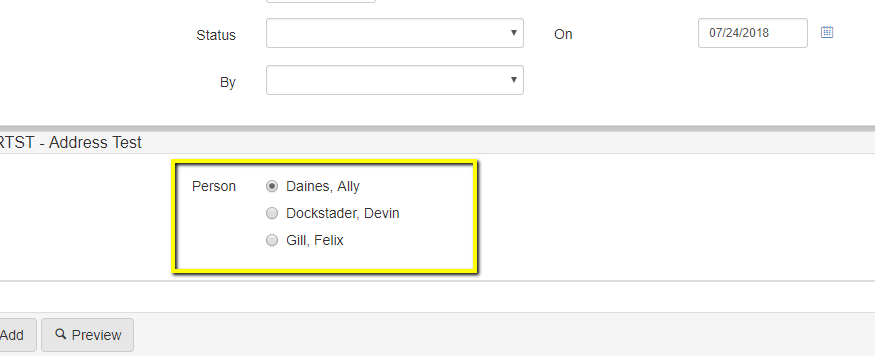 Status On 07/24/2018
By
RTST - Address Test
Person Daines, Ally
Dockstader, Devin
Gill, Felix
Add Preview